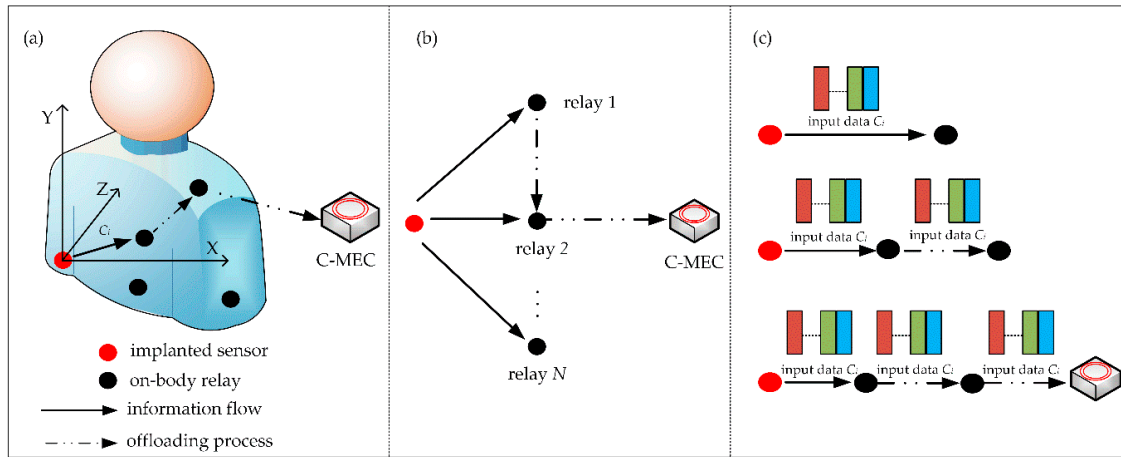 (a)
Y
Z
Cᵢ
X
C-MEC
implanted sensor
on-body relay
information flow
offloading process
(b)
relay 1
relay 2
C-MEC
relay N
(c)
input data Cᵢ
input data Cᵢ
input data Cᵢ
input data Cᵢ
input data Cᵢ
input data Cᵢ